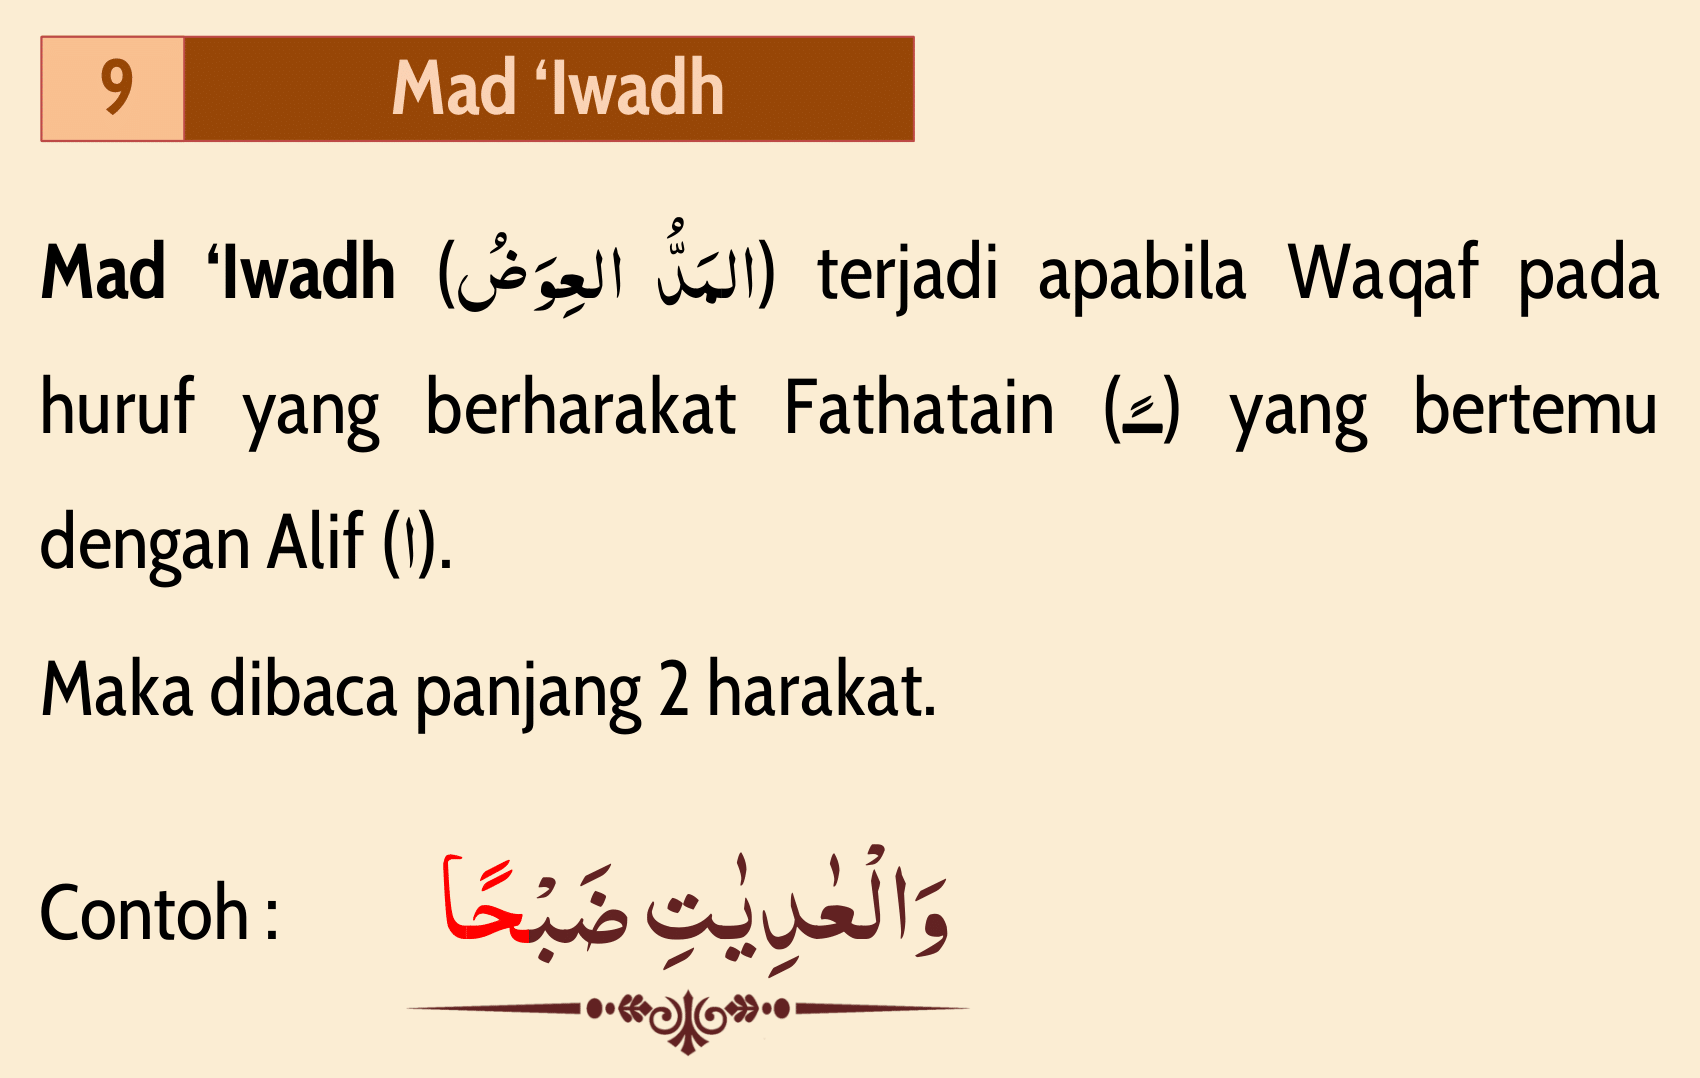 9 Mad ‘Iwadh
Mad ‘Iwadh (المَدُّ العِوَضُ) terjadi apabila Waqaf pada
huruf yang berharakat Fathatain (ـً) yang bertemu
dengan Alif (ا).
Maka dibaca panjang 2 harakat.
Contoh : وَالْعٰدِيٰتِ ضَبْحًا